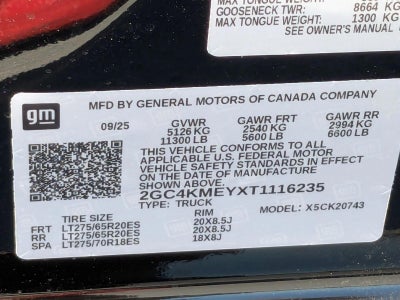 MAX TONGUE WEIGHT:
GOOSENECK TWR: 8664 KG
MAX TONGUE WEIGHT: 1300 KG
SEE OWNER'S MANUAL
gm
MFD BY GENERAL MOTORS OF CANADA COMPANY
09/25 GVWR GAWR FRT GAWR RR
5126 KG 2540 KG 2994 KG
11300 LB 5600 LB 6600 LB
THIS VEHICLE CONFORMS TO ALL
APPLICABLE U.S. FEDERAL MOTOR
VEHICLE SAFETY STANDARDS IN EFFECT
ON THE DATE OF MANUFACTURE
SHOWN ABOVE.
2GC4KMEYXT1116235
TYPE: TRUCK MODEL: X5CK20743
TIRE SIZE RIM
FRT LT275/65R20ES 20X8.5J
RR LT275/65R20ES 20X8.5J
SPA LT275/70R18ES 18X8J